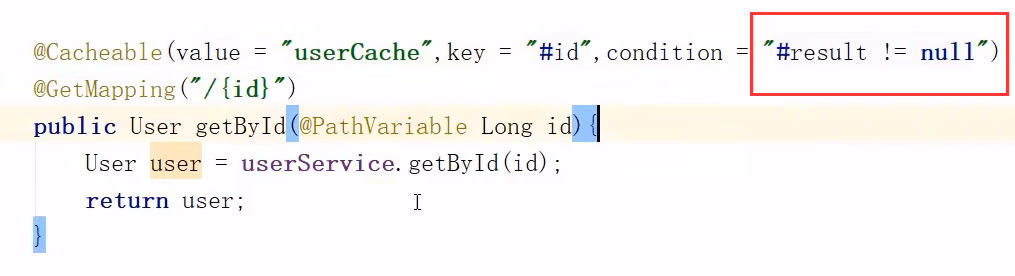 @Cacheable(value = "userCache",key = "#id",condition = "#result != null")
@GetMapping("/{id}")
public User getById(@PathVariable Long id){
User user = userService.getById(id);
return user;
}